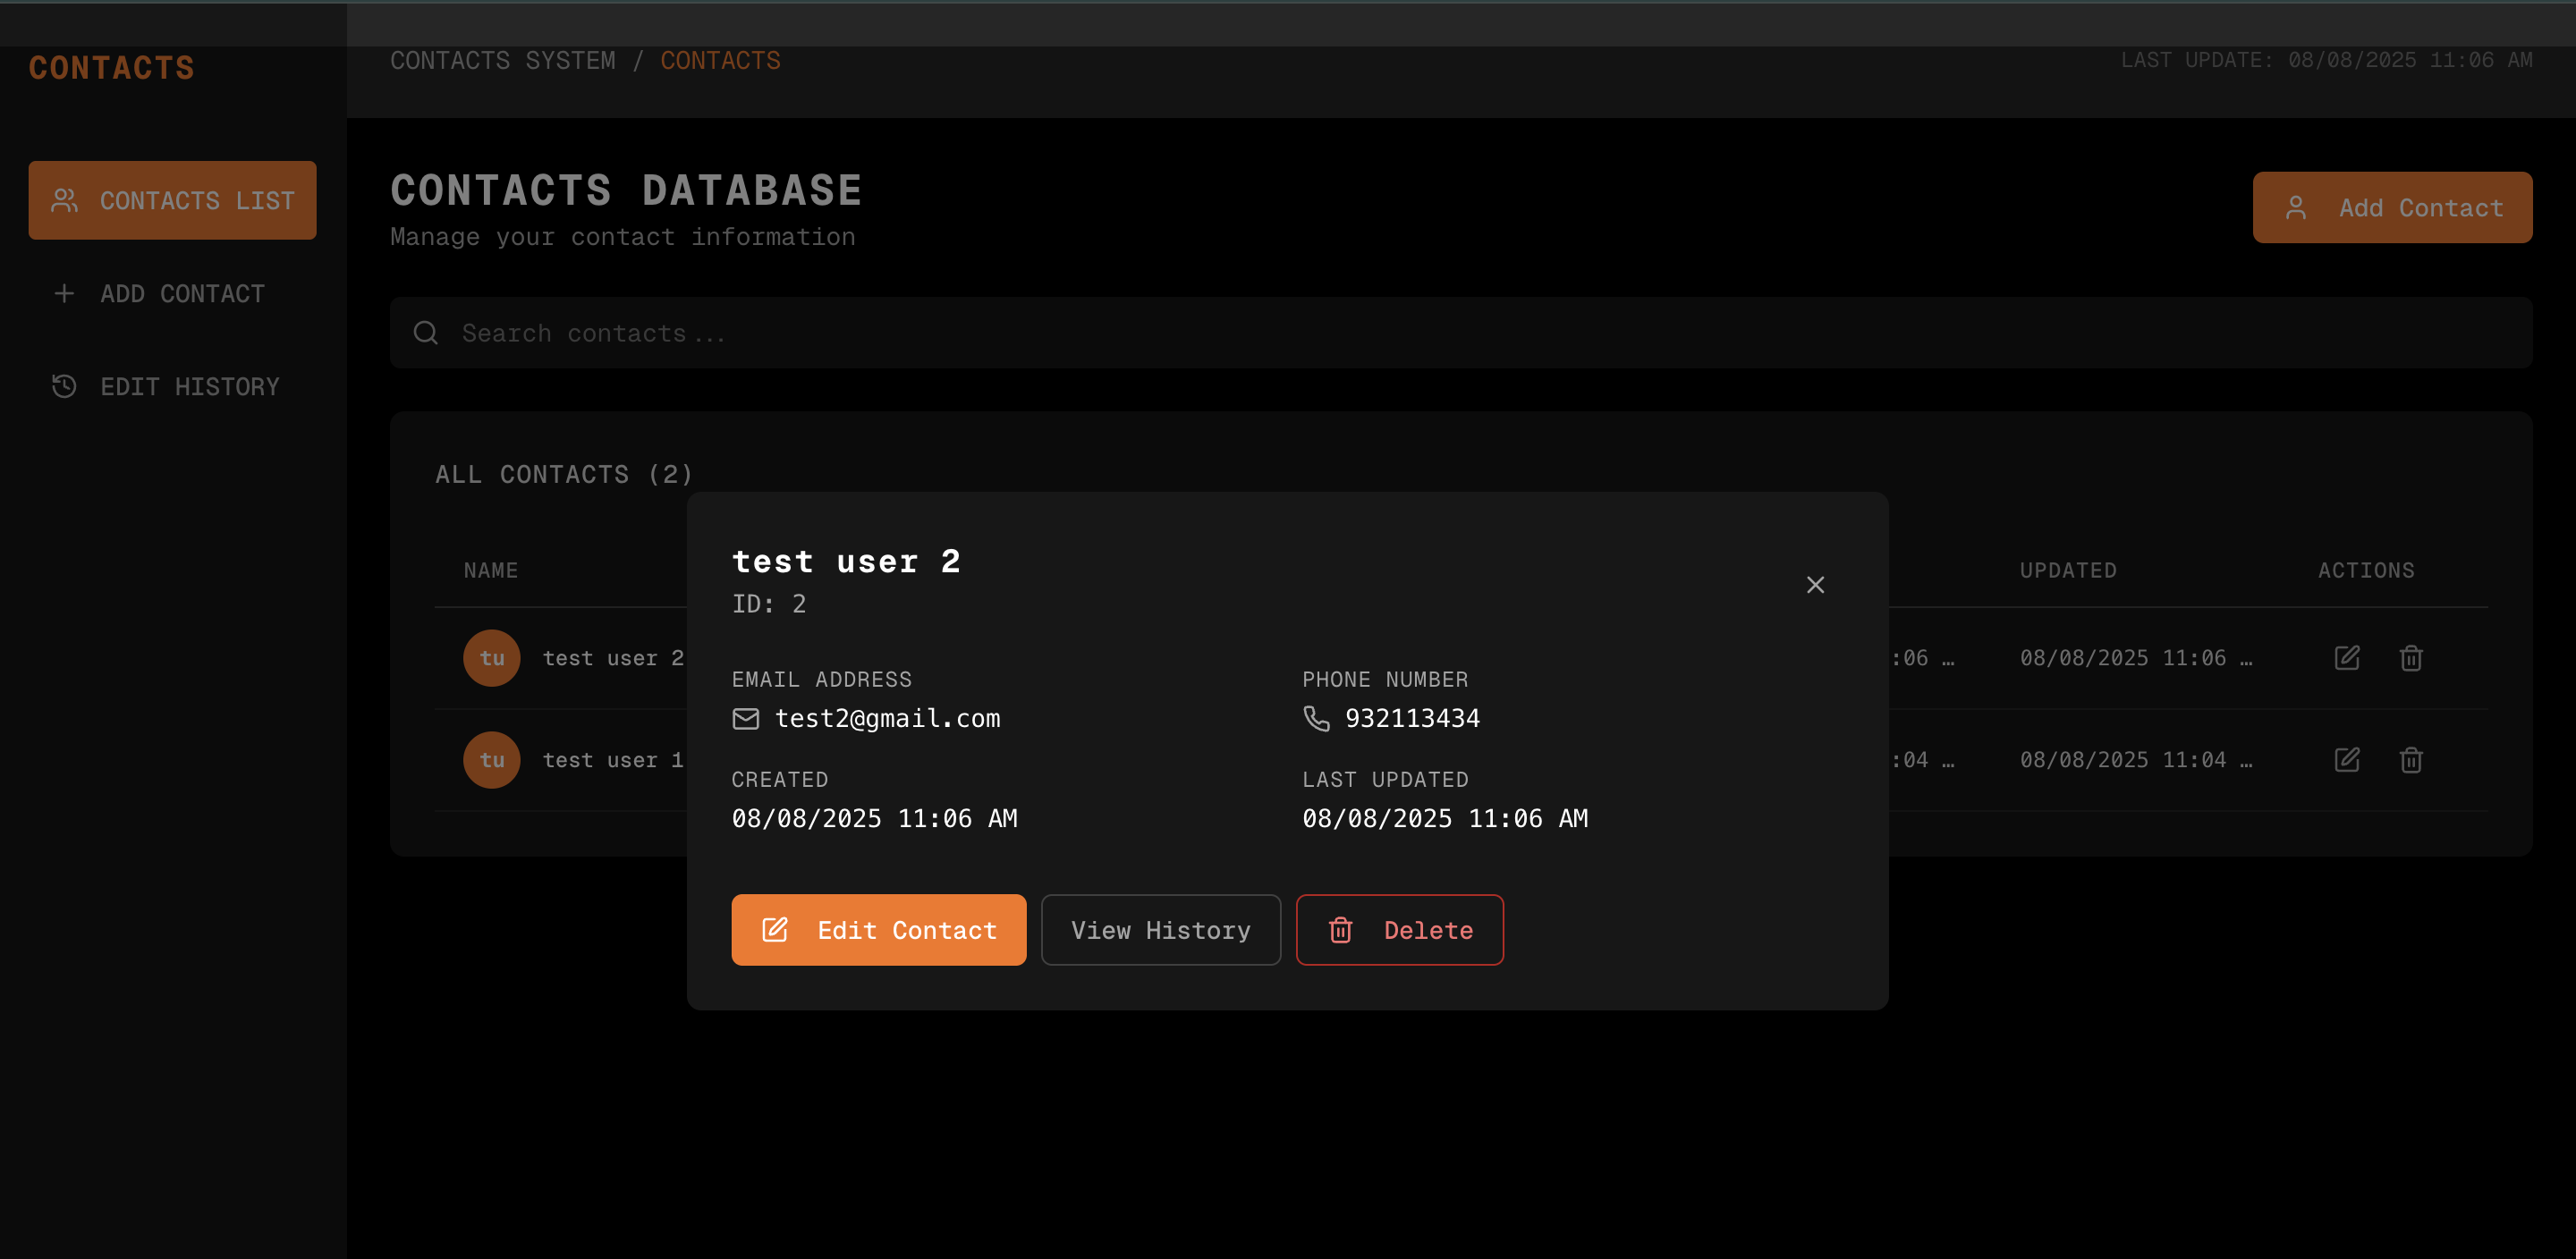 CONTACTS
CONTACTS LIST
ADD CONTACT
EDIT HISTORY
CONTACTS SYSTEM / CONTACTS
LAST UPDATE: 08/08/2025 11:06 AM
CONTACTS DATABASE
Manage your contact information
Add Contact
Search contacts...
ALL CONTACTS (2)
NAME UPDATED ACTIONS
tu test user 2 :06 … 08/08/2025 11:06 …
tu test user 1 :04 … 08/08/2025 11:04 …
test user 2
ID: 2
EMAIL ADDRESS PHONE NUMBER
test2@gmail.com 932113434
CREATED LAST UPDATED
08/08/2025 11:06 AM 08/08/2025 11:06 AM
Edit Contact View History Delete